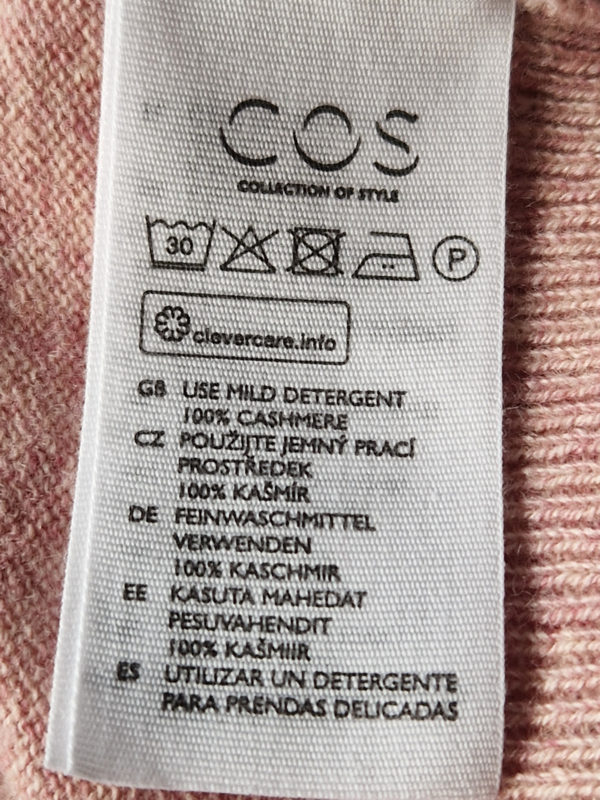 COS
COLLECTION OF STYLE
30
P
clevercare.info
GB USE MILD DETERGENT
100% CASHMERE
CZ POUŽIJTE JEMNÝ PRACÍ
PROSTŘEDEK
100% KAŠMÍR
DE FEINWASCHMITTEL
VERWENDEN
100% KASCHMIR
EE KASUTA MAHEDAT
PESUVAHENDIT
100% KAŠMIIR
ES UTILIZAR UN DETERGENTE
PARA PRENDAS DELICADAS